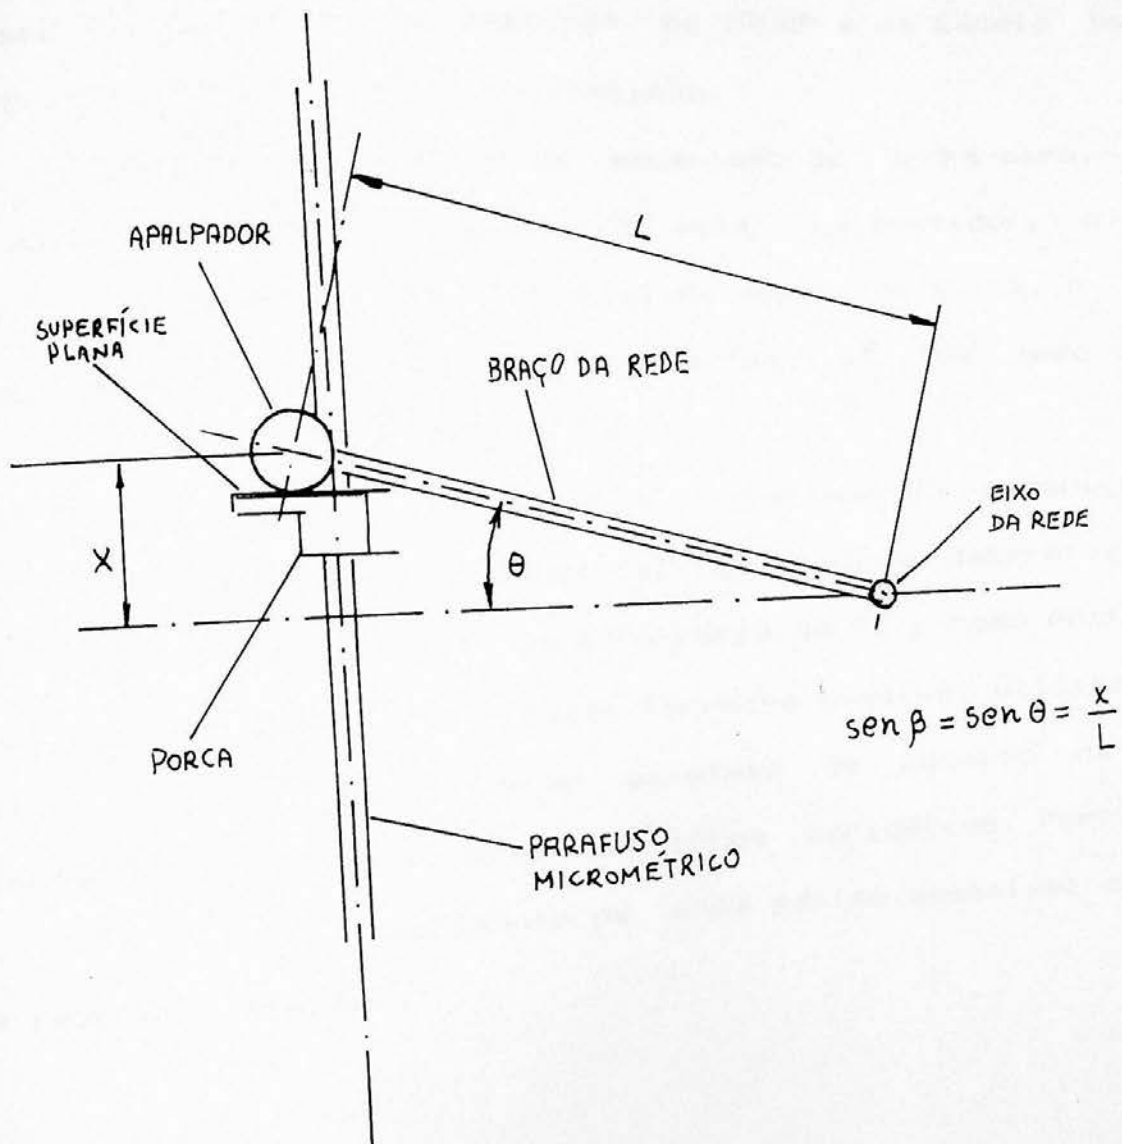 L
APALPADOR
SUPERFÍCIE
PLANA
BRAÇO DA REDE
EIXO
DA REDE
X
θ
sen β = sen θ = x/L
PORCA
PARAFUSO
MICROMÉTRICO